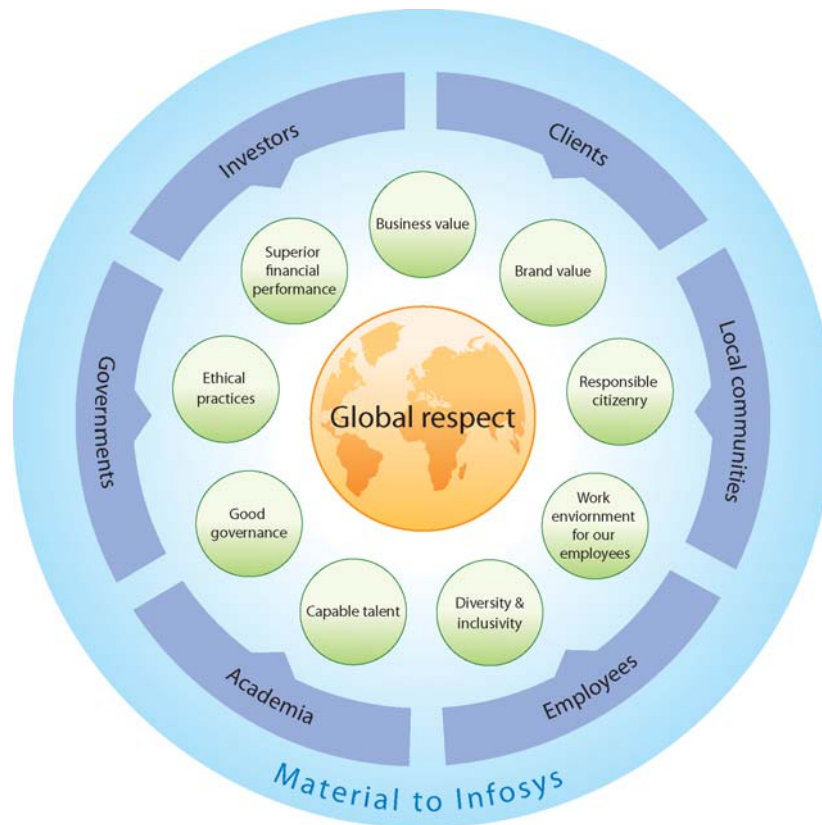 Investors
Clients
Local communities
Employees
Academia
Governments
Business value
Brand value
Responsible
citizenry
Work
enviornment
for our
employees
Diversity &
inclusivity
Capable talent
Good
governance
Ethical
practices
Superior
financial
performance
Global respect
Material to Infosys